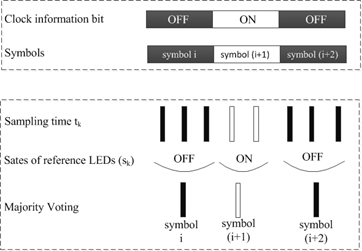 Clock information bit OFF ON OFF
Symbols symbol i symbol (i+1) symbol (i+2)
Sampling time tk
Sates of reference LEDs (sk) OFF ON OFF
Majority Voting
symbol symbol symbol
i (i+1) (i+2)